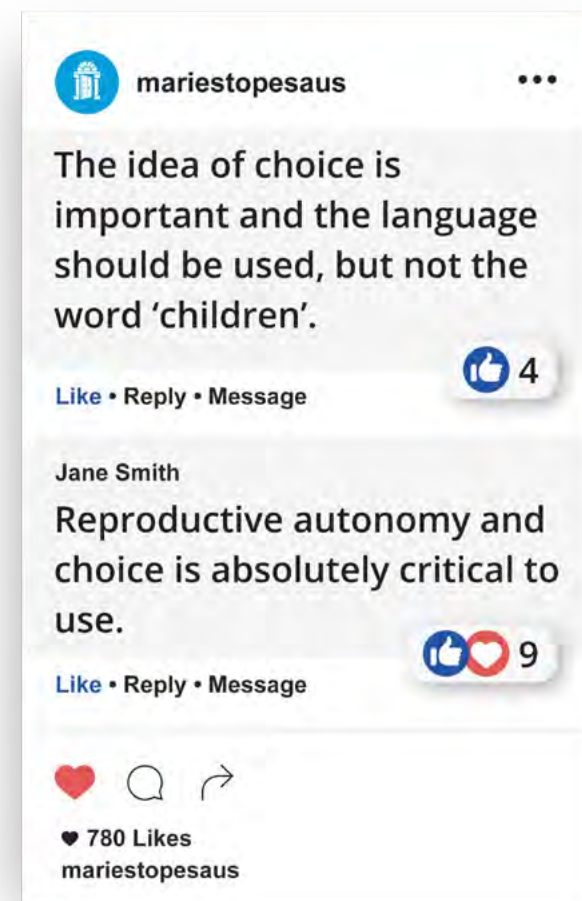 mariestopesaus
The idea of choice is
important and the language
should be used, but not the
word ‘children’.
4
Like • Reply • Message
Jane Smith
Reproductive autonomy and
choice is absolutely critical to
use.
9
Like • Reply • Message
780 Likes
mariestopesaus